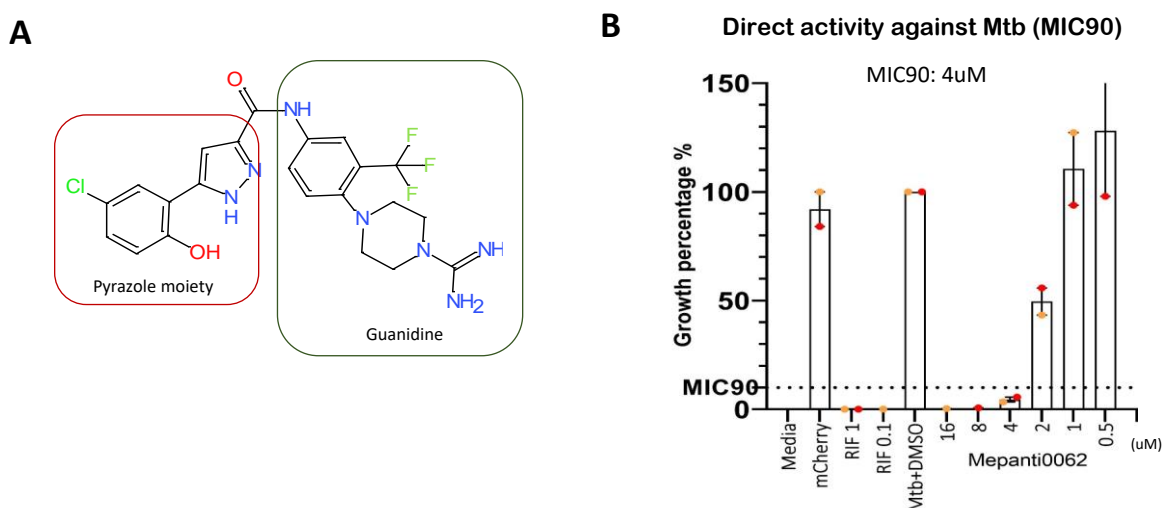 A
O
NH
F
F
F
Cl
N
N
H
OH
N
N
NH
NH2
Pyrazole moiety
Guanidine
B
Direct activity against Mtb (MIC90)
MIC90: 4uM
Growth percentage %
150
100
50
MIC90
0
Media
mCherry
RIF 1
RIF 0.1
Mtb+DMSO
16
8
4
2
1
0.5
(uM)
Mepanti0062